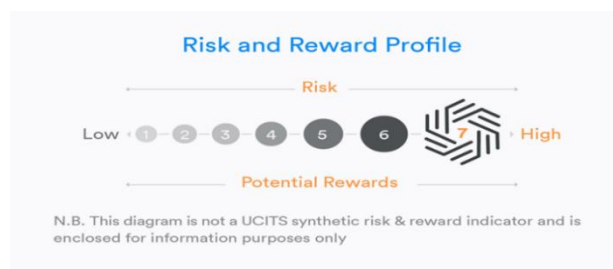 Risk and Reward Profile
Risk
Low 1 2 3 4 5 6 7 High
Potential Rewards
N.B. This diagram is not a UCITS synthetic risk & reward indicator and is
enclosed for information purposes only